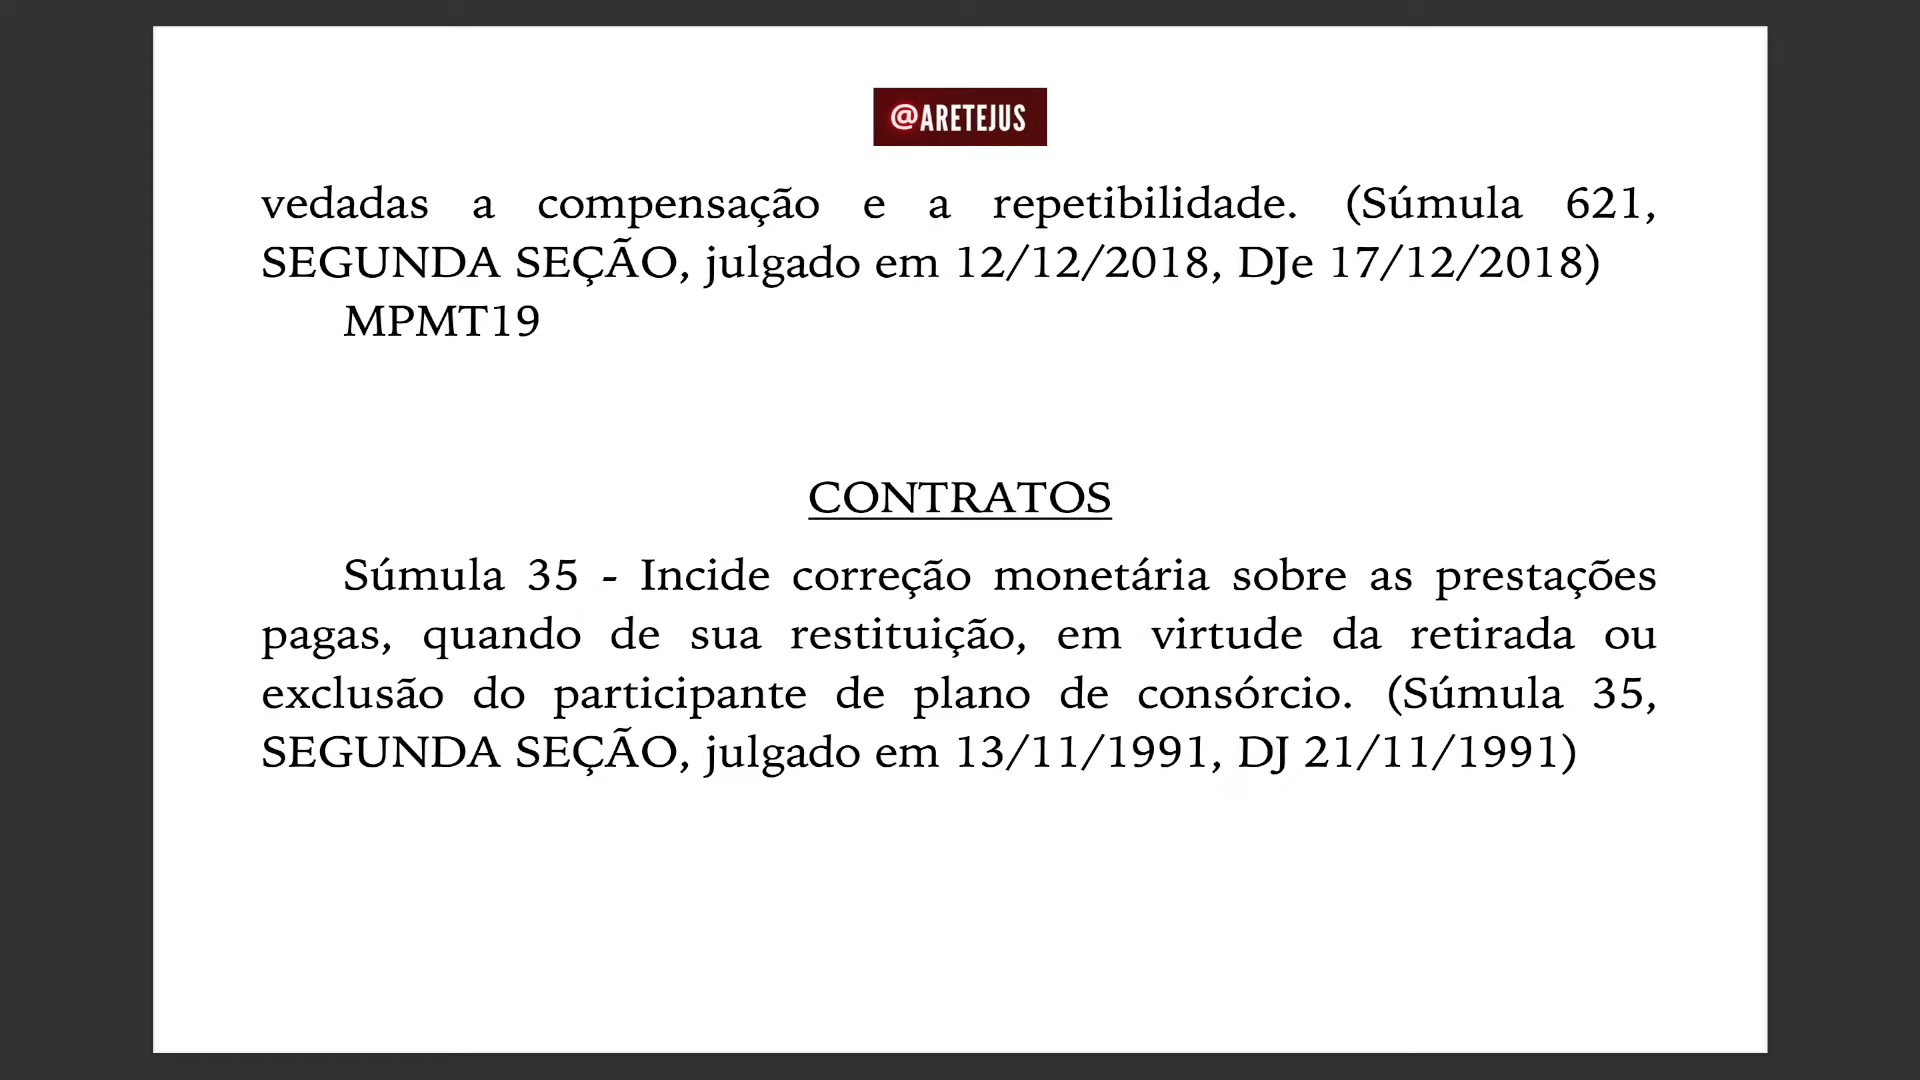 @ARETEJUS
vedadas a compensação e a repetibilidade. (Súmula 621,
SEGUNDA SEÇÃO, julgado em 12/12/2018, DJe 17/12/2018)
MPMT19
CONTRATOS
Súmula 35 - Incide correção monetária sobre as prestações
pagas, quando de sua restituição, em virtude da retirada ou
exclusão do participante de plano de consórcio. (Súmula 35,
SEGUNDA SEÇÃO, julgado em 13/11/1991, DJ 21/11/1991)